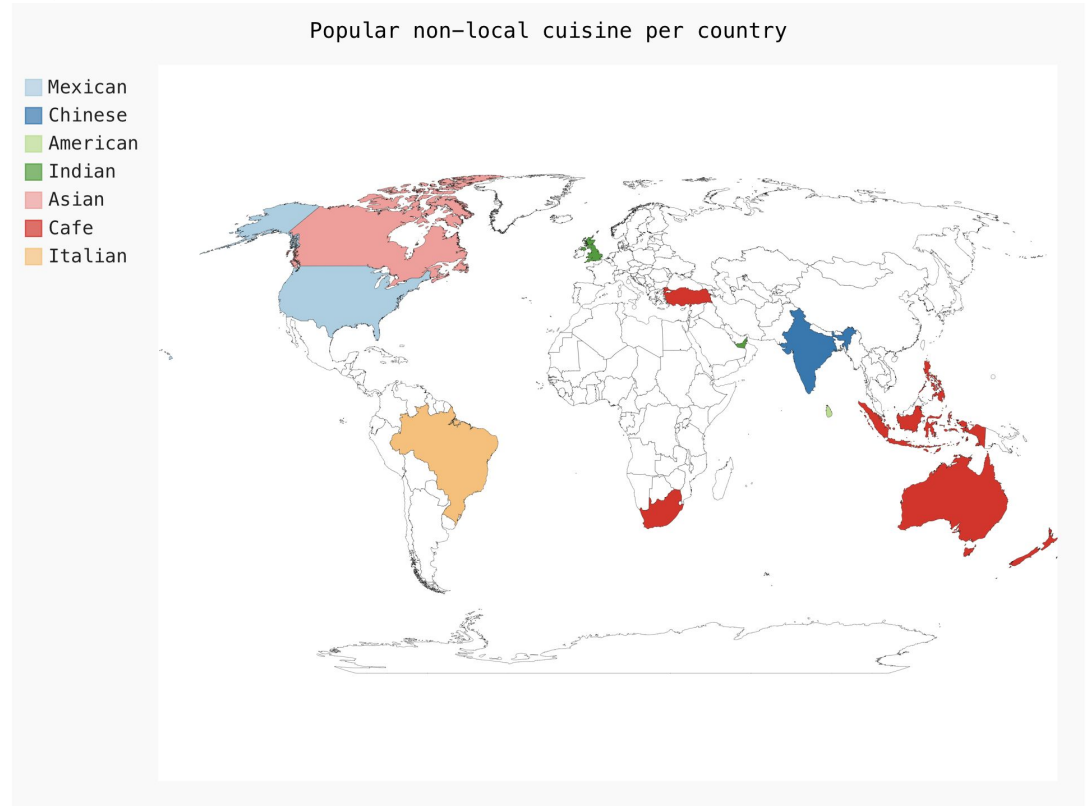 Popular non-local cuisine per country
Mexican
Chinese
American
Indian
Asian
Cafe
Italian